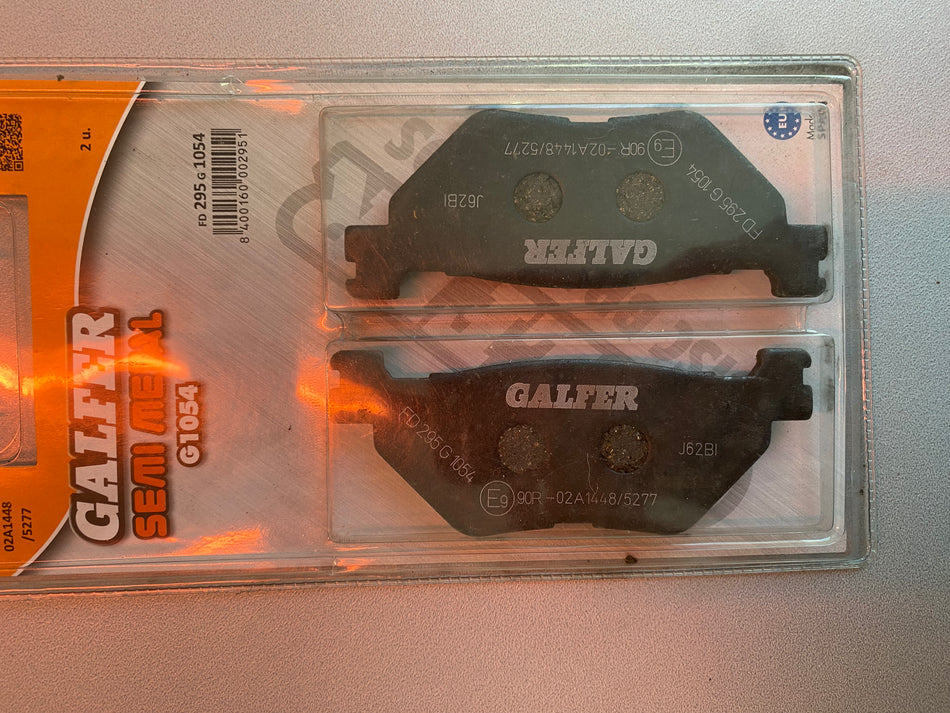 2 u.
FD 295 G 1054
8 400160 002951
GALFER
SEMI METAL
G1054
02A1448
/5277
EU
E9 90R-02A1448/5277
J62BI
FD 295 G 1054
GALFER
GALFER
FD 295 G 1054
J62BI
E9 90R-02A1448/5277